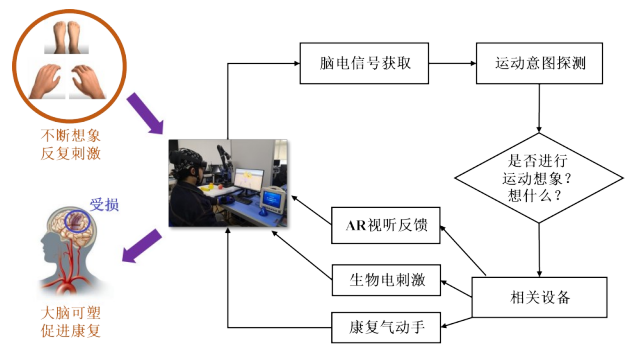 不断想象
反复刺激
受损
大脑可塑
促进康复
脑电信号获取
运动意图探测
是否进行
运动想象?
想什么?
AR视听反馈
生物电刺激
康复气动手
相关设备